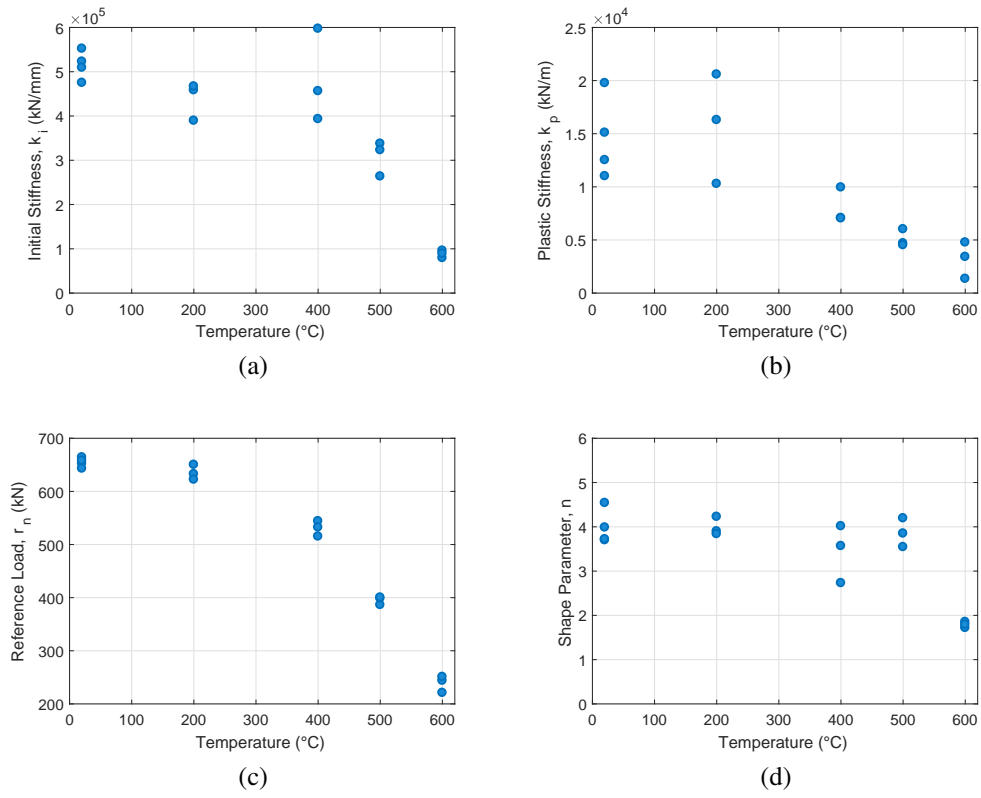 ×10⁵
6
5
4
3
2
1
0
Initial Stiffness, k_i (kN/mm)
0 100 200 300 400 500 600
Temperature (°C)
(a)
×10⁴
2.5
2
1.5
1
0.5
0
Plastic Stiffness, k_p (kN/m)
0 100 200 300 400 500 600
Temperature (°C)
(b)
700
600
500
400
300
200
Reference Load, r_n (kN)
0 100 200 300 400 500 600
Temperature (°C)
(c)
6
5
4
3
2
1
0
Shape Parameter, n
0 100 200 300 400 500 600
Temperature (°C)
(d)